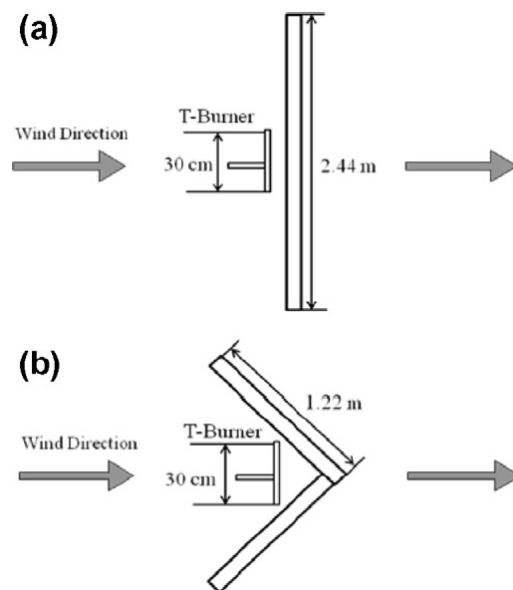 (a)
T-Burner
Wind Direction
30 cm
2.44 m
(b)
1.22 m
T-Burner
Wind Direction
30 cm